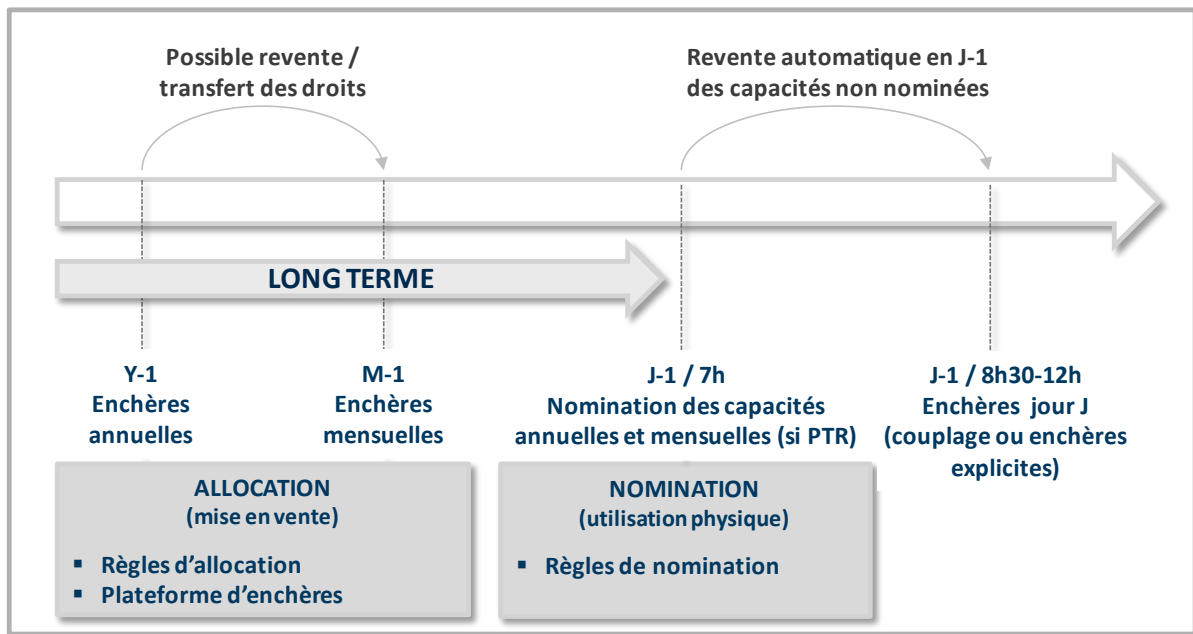 Possible revente /
transfert des droits
Revente automatique en J-1
des capacités non nominées
LONG TERME
Y-1
Enchères
annuelles
M-1
Enchères
mensuelles
J-1 / 7h
Nomination des capacités
annuelles et mensuelles (si PTR)
J-1 / 8h30-12h
Enchères jour J
(couplage ou enchères
explicites)
ALLOCATION
(mise en vente)
▪ Règles d'allocation
▪ Plateforme d'enchères
NOMINATION
(utilisation physique)
▪ Règles de nomination